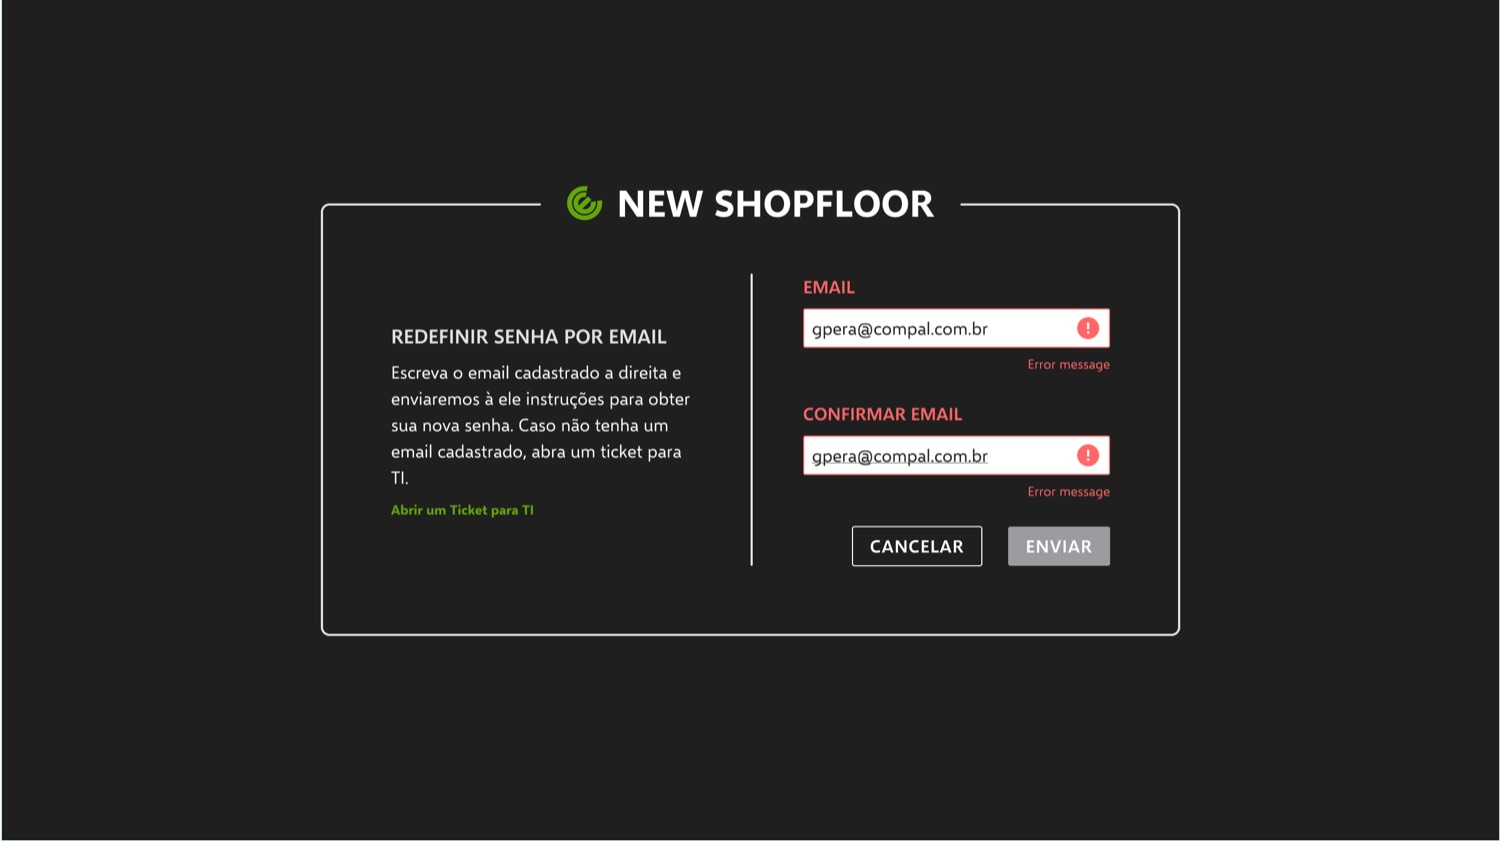 NEW SHOPFLOOR
REDEFINIR SENHA POR EMAIL
Escreva o email cadastrado a direita e
enviaremos à ele instruções para obter
sua nova senha. Caso não tenha um
email cadastrado, abra um ticket para
TI.
Abrir um Ticket para TI
EMAIL
gpera@compal.com.br
Error message
CONFIRMAR EMAIL
gpera@compal.com.br
Error message
CANCELAR
ENVIAR